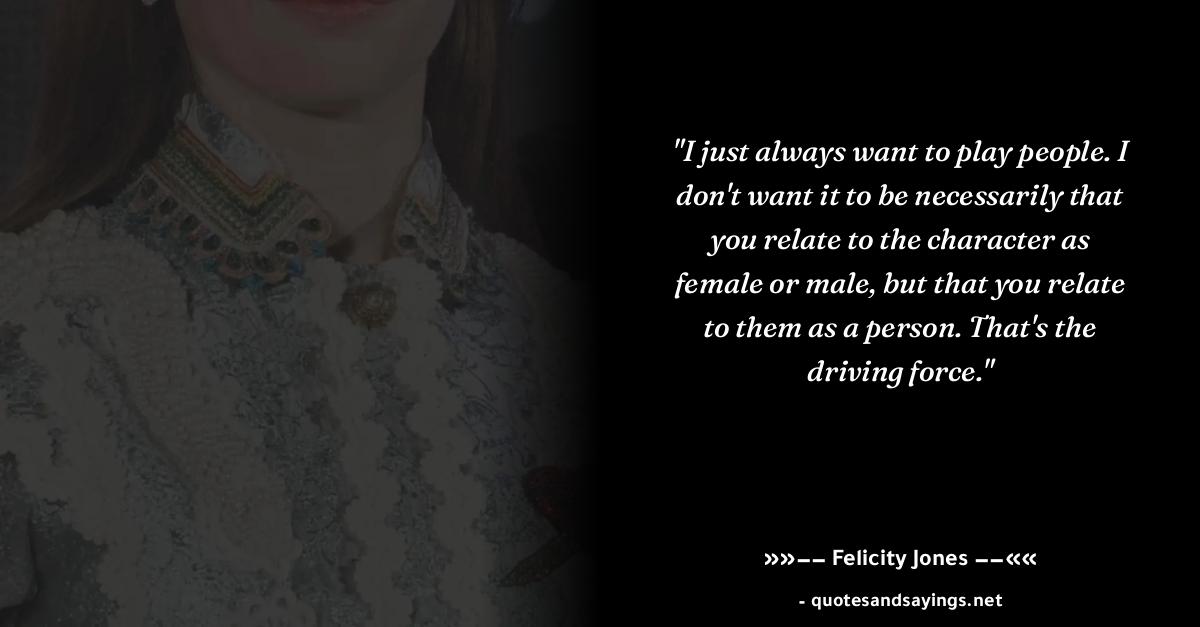 "I just always want to play people. I
don't want it to be necessarily that
you relate to the character as
female or male, but that you relate
to them as a person. That's the
driving force."
»»–– Felicity Jones ––««
- quotesandsayings.net